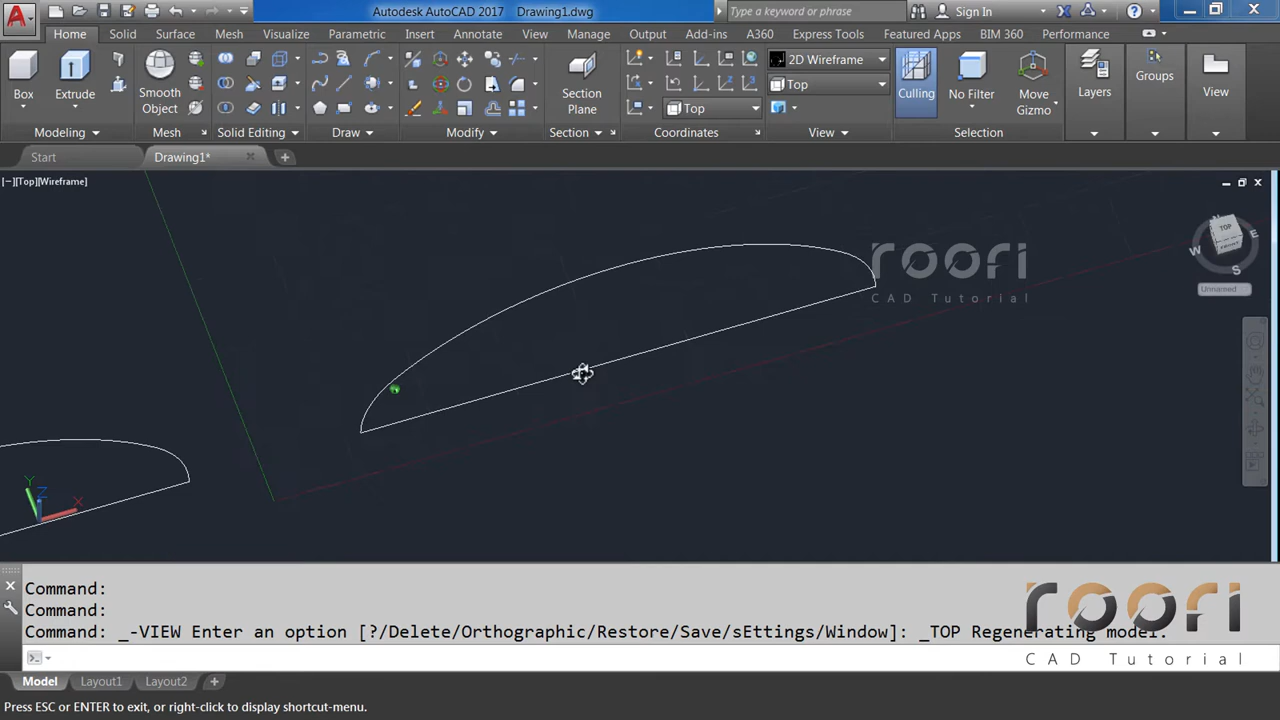 Autodesk AutoCAD 2017 Drawing1.dwg
Type a keyword or phrase
Sign In
Home Solid Surface Mesh Visualize Parametric Insert Annotate View Manage Output Add-ins A360 Express Tools Featured Apps BIM 360 Performance
Box Extrude Smooth Object Section Plane 2D Wireframe Top Top Culling No Filter Move Gizmo Layers Groups View
Modeling Mesh Solid Editing Draw Modify Section Coordinates View Selection
Start Drawing1*
[−][Top][Wireframe]
N
TOP
FRONT
W
E
S
Unnamed
roori
CAD Tutorial
Y
Z
X
Command:
Command:
Command: _-VIEW Enter an option [?/Delete/Orthographic/Restore/Save/sEttings/Window]: _TOP Regenerating model.
roori
CAD Tutorial
Model Layout1 Layout2
Press ESC or ENTER to exit, or right-click to display shortcut-menu.